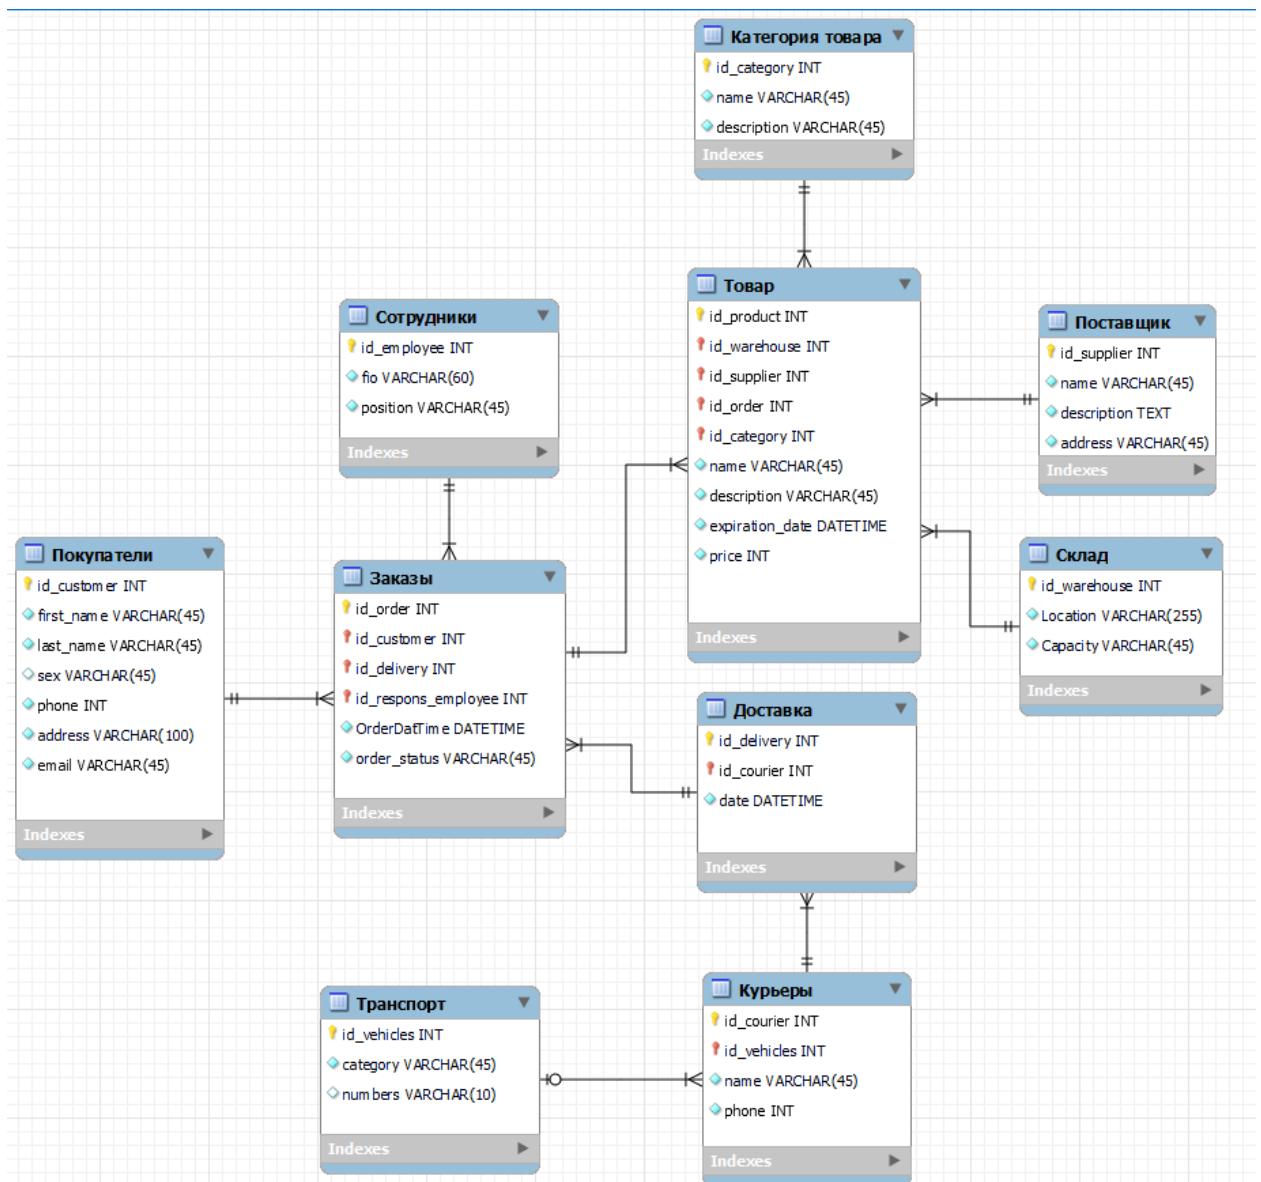 Категория товара
id_category INT
name VARCHAR(45)
description VARCHAR(45)
Indexes
Товар
id_product INT
id_warehouse INT
id_supplier INT
id_order INT
id_category INT
name VARCHAR(45)
description VARCHAR(45)
expiration_date DATETIME
price INT
Indexes
Сотрудники
id_employee INT
fio VARCHAR(60)
position VARCHAR(45)
Indexes
Поставщик
id_supplier INT
name VARCHAR(45)
description TEXT
address VARCHAR(45)
Indexes
Покупатели
id_customer INT
first_name VARCHAR(45)
last_name VARCHAR(45)
sex VARCHAR(45)
phone INT
address VARCHAR(100)
email VARCHAR(45)
Indexes
Заказы
id_order INT
id_customer INT
id_delivery INT
id_respons_employee INT
OrderDatTime DATETIME
order_status VARCHAR(45)
Indexes
Склад
id_warehouse INT
Location VARCHAR(255)
Capacity VARCHAR(45)
Indexes
Доставка
id_delivery INT
id_courier INT
date DATETIME
Indexes
Транспорт
id_vehicles INT
category VARCHAR(45)
numbers VARCHAR(10)
Indexes
Курьеры
id_courier INT
id_vehicles INT
name VARCHAR(45)
phone INT
Indexes